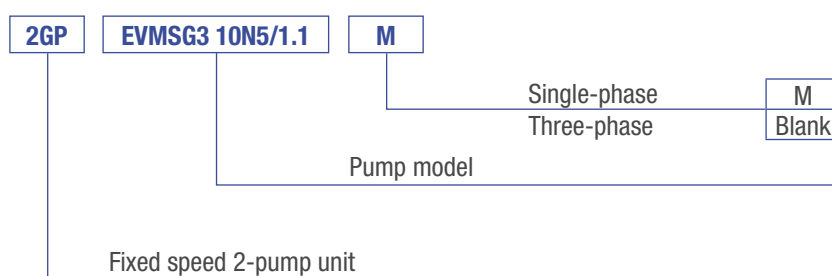 2GP EVMSG3 10N5/1.1 M
Single-phase M
Three-phase Blank
Pump model
Fixed speed 2-pump unit